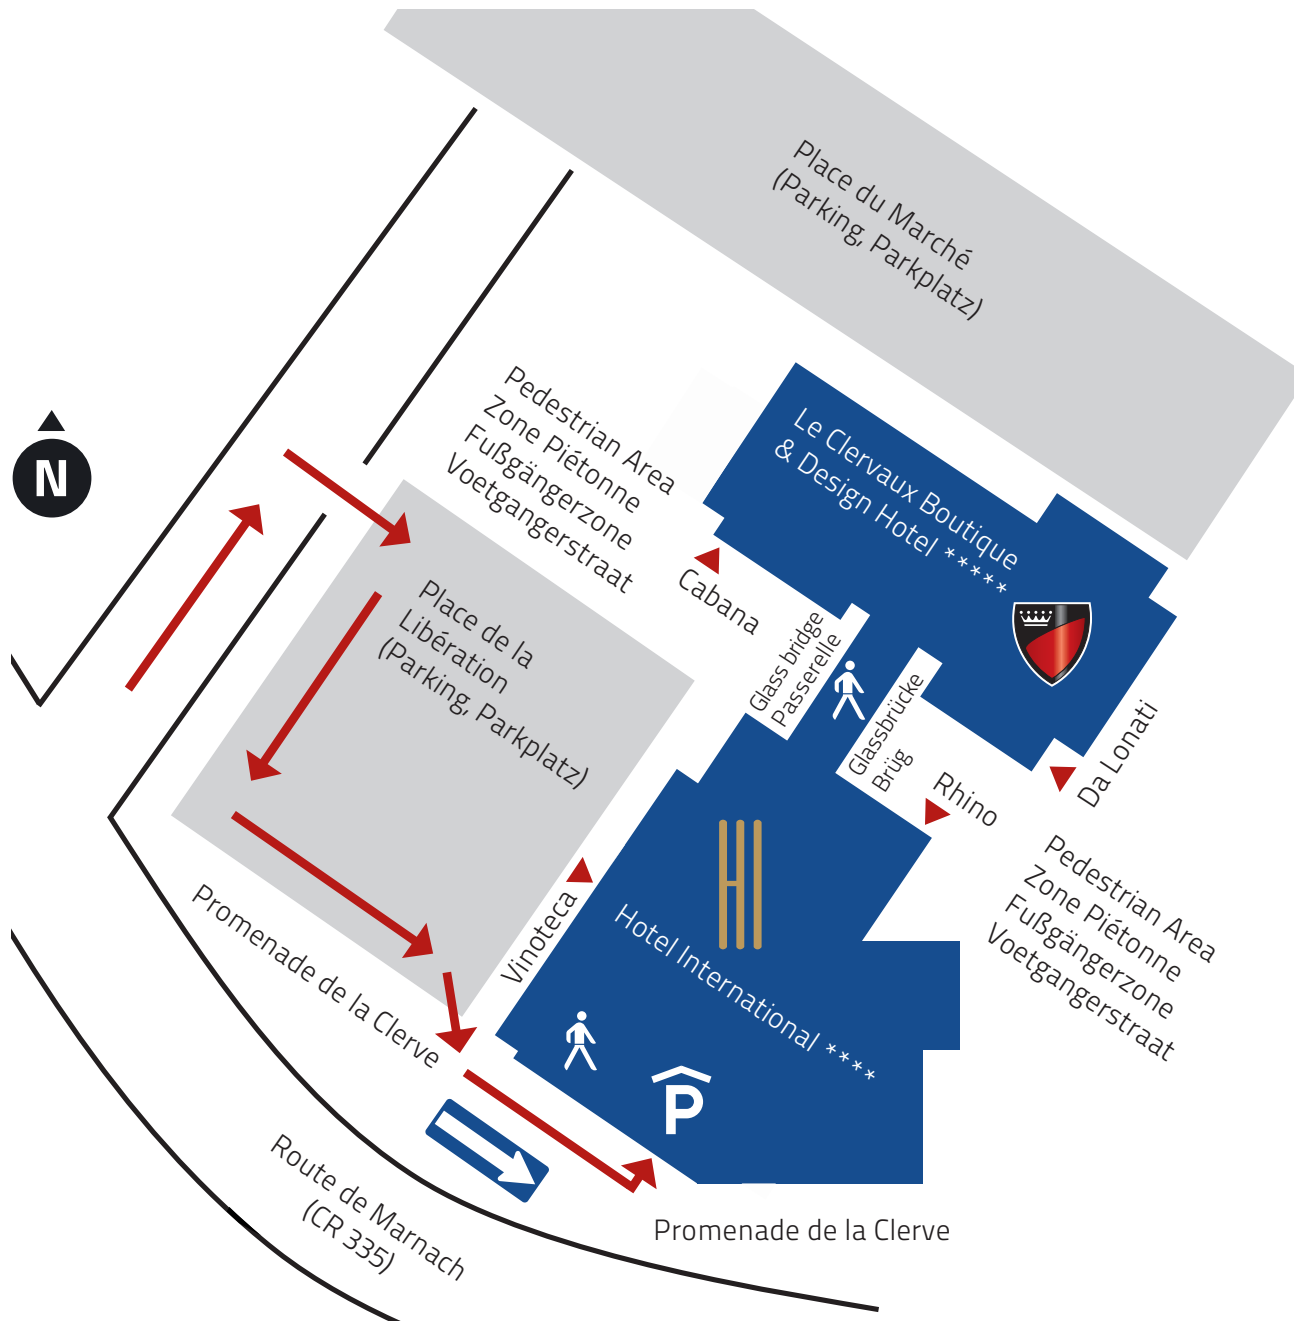 Place du Marché
(Parking, Parkplatz)
Pedestrian Area
Zone Piétonne
Fußgängerzone
Voetgangerstraat
Le Clervaux Boutique
& Design Hotel *****
N
Cabana
Place de la
Libération
(Parking, Parkplatz)
Glass bridge
Passerelle
Glassbrücke
Brüg
Da Lonati
Rhino
Pedestrian Area
Zone Piétonne
Fußgängerzone
Voetgangerstraat
Vinoteca
Hotel International ****
Promenade de la Clerve
P
Route de Marnach
(CR 335)
Promenade de la Clerve